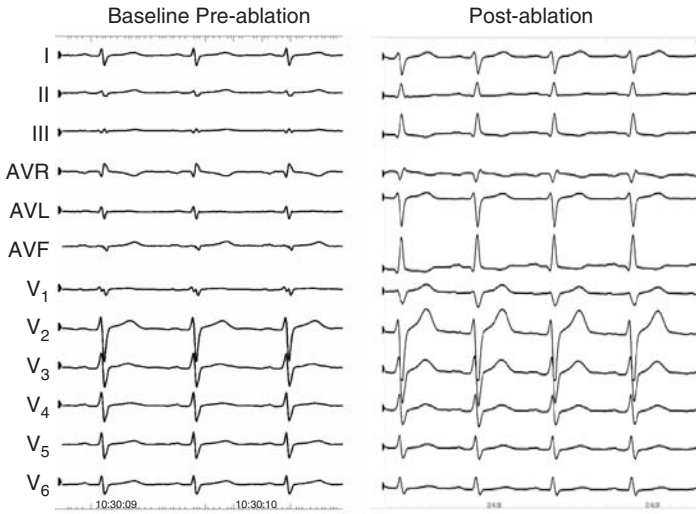 Baseline Pre-ablation
Post-ablation
I
II
III
AVR
AVL
AVF
V1
V2
V3
V4
V5
V6
10:30:09
10:30:10